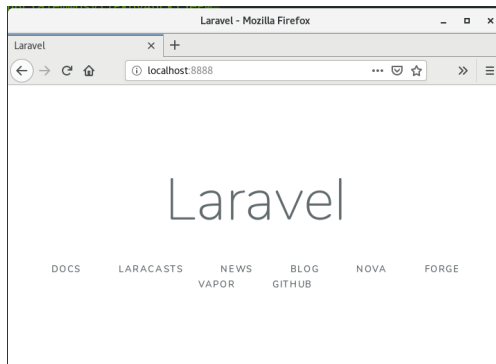 Laravel - Mozilla Firefox
Laravel
localhost:8888
Laravel
DOCS LARACASTS NEWS BLOG NOVA FORGE
VAPOR GITHUB